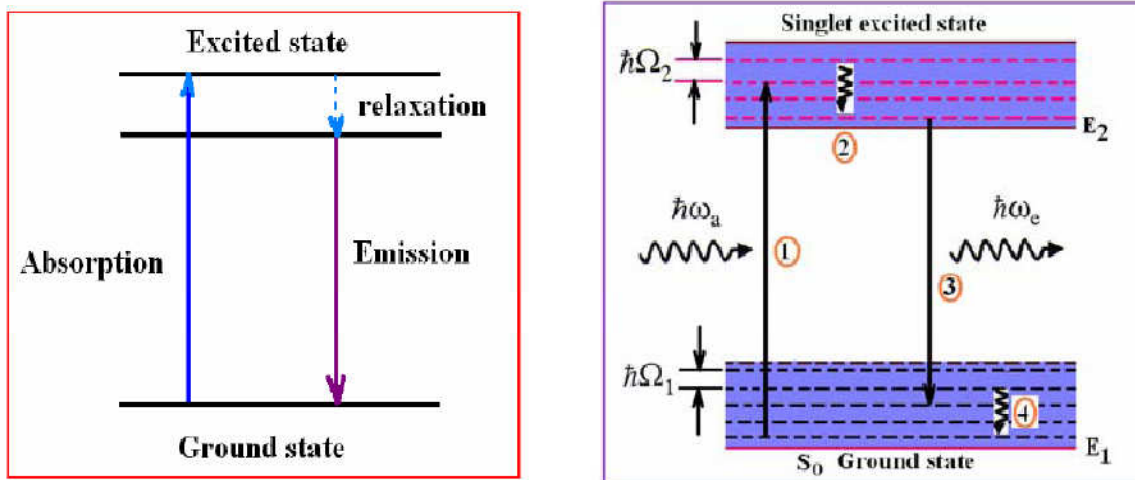 Excited state
relaxation
Absorption
Emission
Ground state
Singlet excited state
ℏΩ₂
E₂
2
ℏωₐ
ℏωₑ
1
3
ℏΩ₁
4
E₁
S₀ Ground state